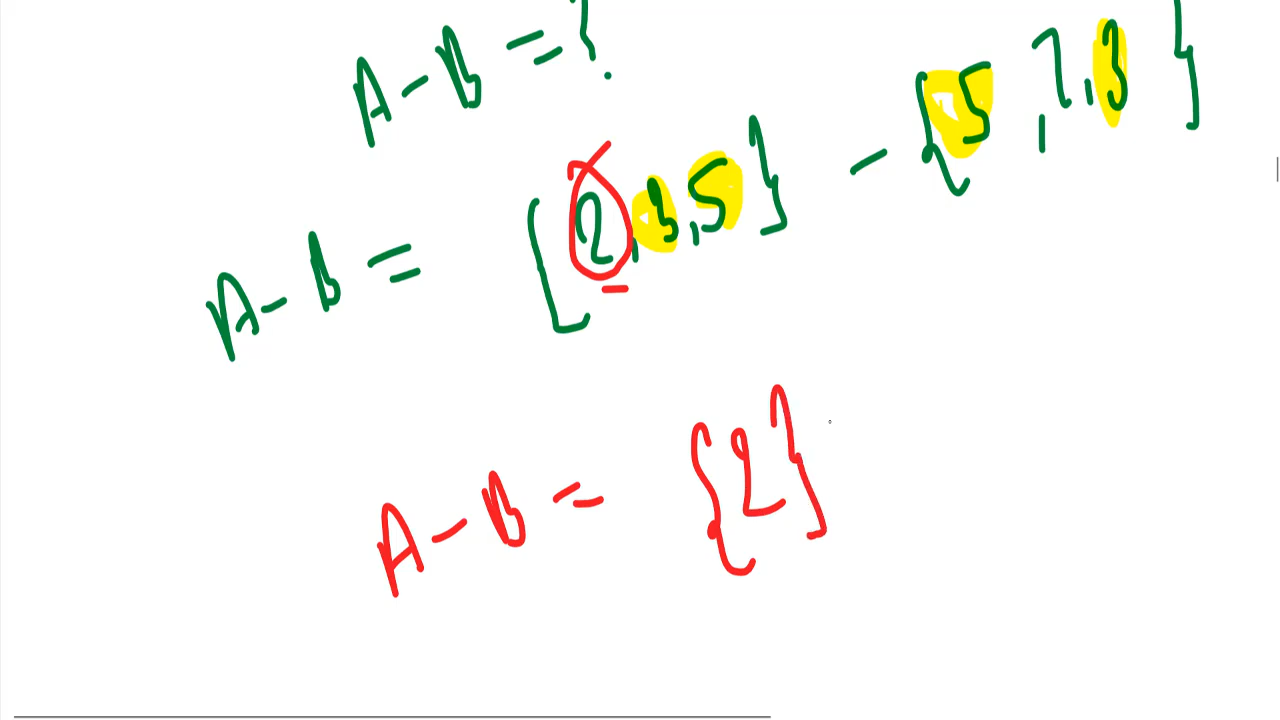 A - B = ?
A - B = {2, 3, 5} - {5, 7, 3}
A - B = {2}